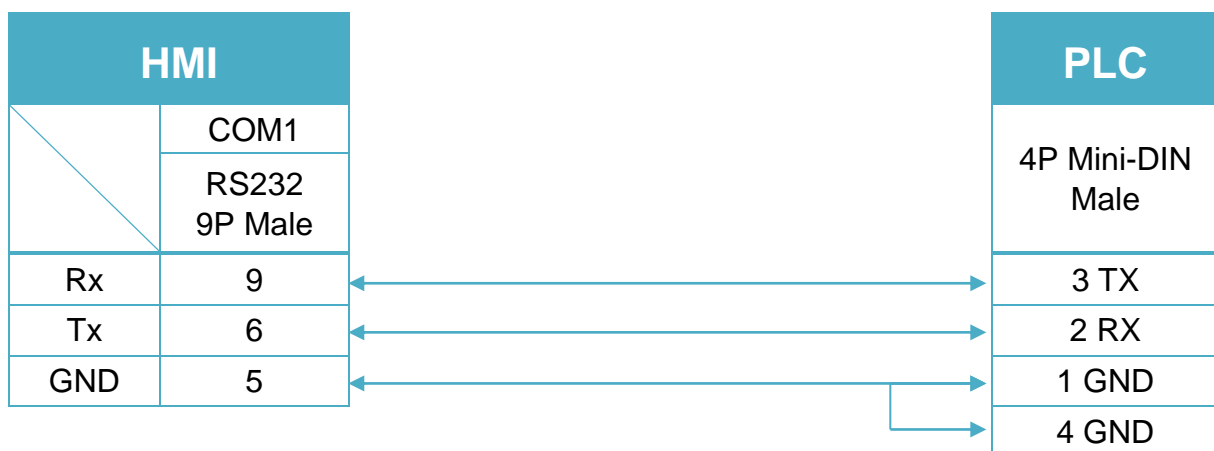 HMI
PLC
COM1
RS232
9P Male
4P Mini-DIN
Male
Rx 9 3 TX
Tx 6 2 RX
GND 5 1 GND
4 GND